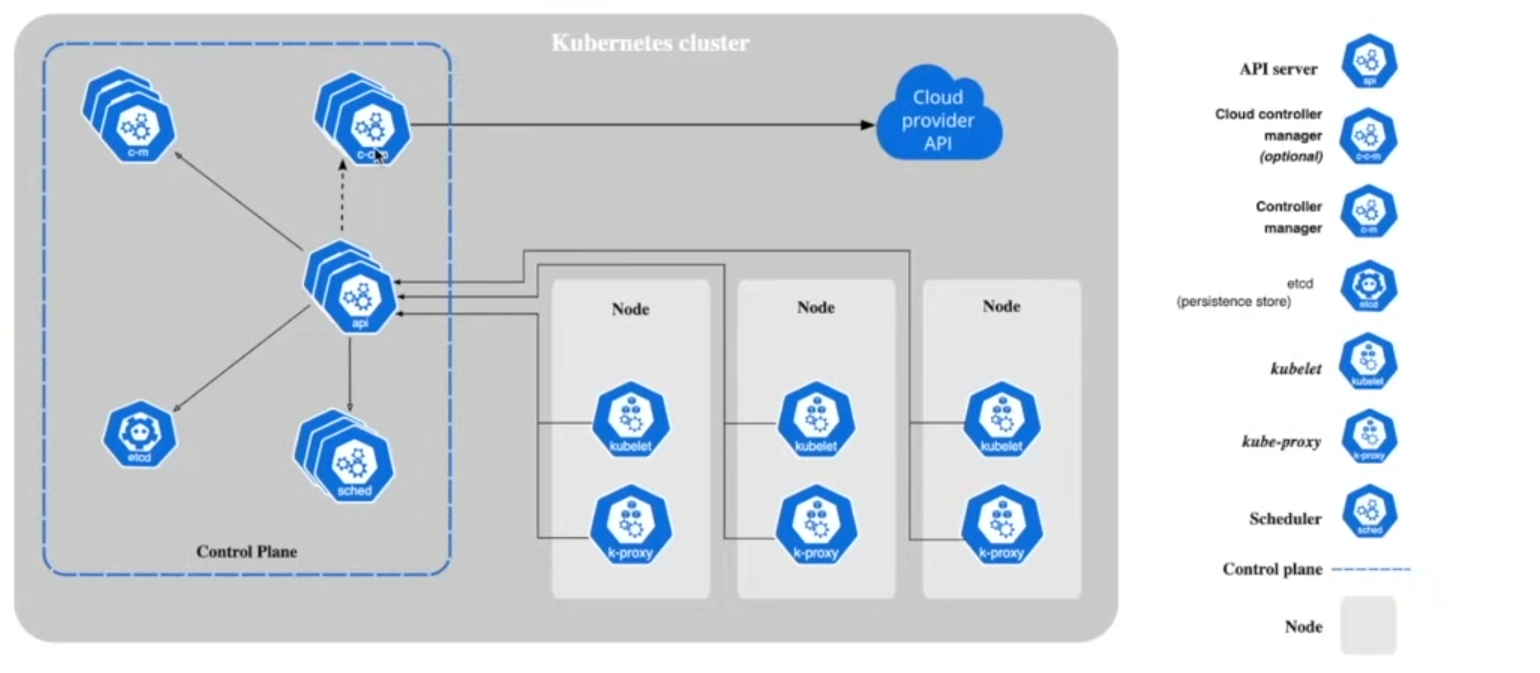 Kubernetes cluster
c-m
Cloud
provider
API
api
etcd
sched
Control Plane
Node
kubelet
k-proxy
Node
kubelet
k-proxy
Node
kubelet
k-proxy
API server
api
Cloud controller
manager
(optional)
c-c-m
Controller
manager
c-m
etcd
(persistence store)
etcd
kubelet
kubelet
kube-proxy
k-proxy
Scheduler
sched
Control plane
Node